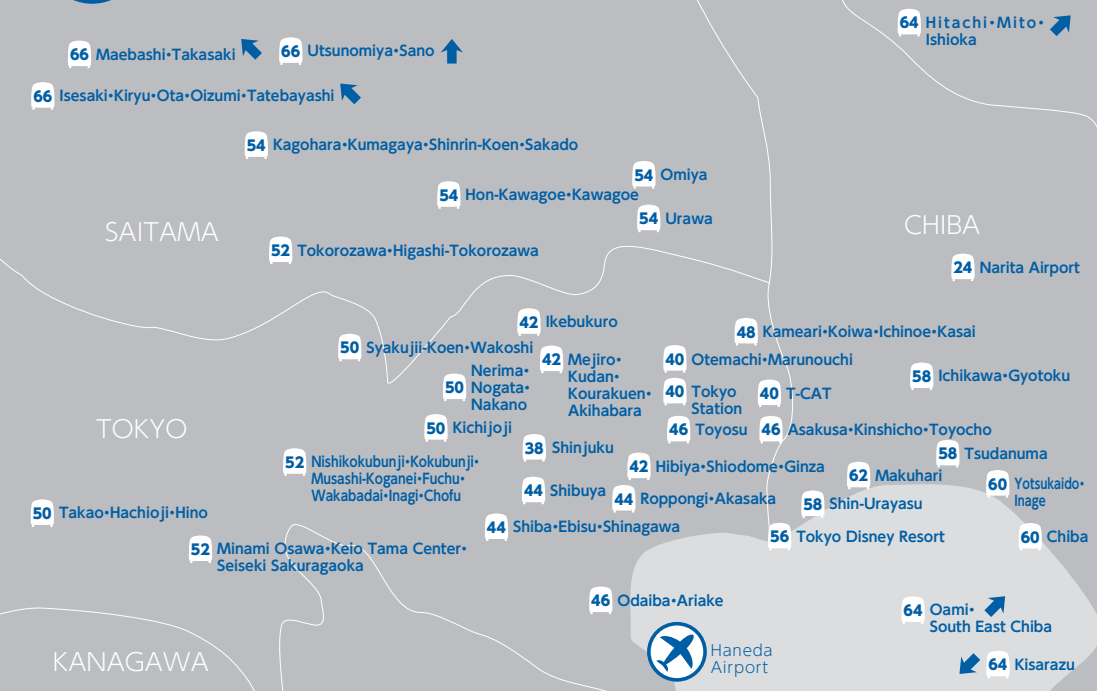 64 Hitachi•Mito•
Ishioka
66 Maebashi•Takasaki
66 Utsunomiya•Sano
66 Isesaki•Kiryu•Ota•Oizumi•Tatebayashi
54 Kagohara•Kumagaya•Shinrin-Koen•Sakado
54 Omiya
54 Hon-Kawagoe•Kawagoe
54 Urawa
SAITAMA
CHIBA
52 Tokorozawa•Higashi-Tokorozawa
24 Narita Airport
42 Ikebukuro
48 Kameari•Koiwa•Ichinoe•Kasai
50 Syakujii-Koen•Wakoshi
42 Mejiro•
Kudan•
Kourakuen•
Akihabara
40 Otemachi•Marunouchi
58 Ichikawa•Gyotoku
50 Nerima•
Nogata•
Nakano
40 Tokyo
Station
40 T-CAT
TOKYO
50 Kichijoji
46 Toyosu
46 Asakusa•Kinshicho•Toyocho
38 Shinjuku
58 Tsudanuma
52 Nishikokubunji•Kokubunji•
Musashi-Koganei•Fuchu•
Wakabadai•Inagi•Chofu
42 Hibiya•Shiodome•Ginza
62 Makuhari
60 Yotsukaido•
Inage
44 Shibuya
44 Roppongi•Akasaka
58 Shin-Urayasu
50 Takao•Hachioji•Hino
44 Shiba•Ebisu•Shinagawa
56 Tokyo Disney Resort
60 Chiba
52 Minami Osawa•Keio Tama Center•
Seiseki Sakuragaoka
46 Odaiba•Ariake
64 Oami•
South East Chiba
KANAGAWA
Haneda
Airport
64 Kisarazu